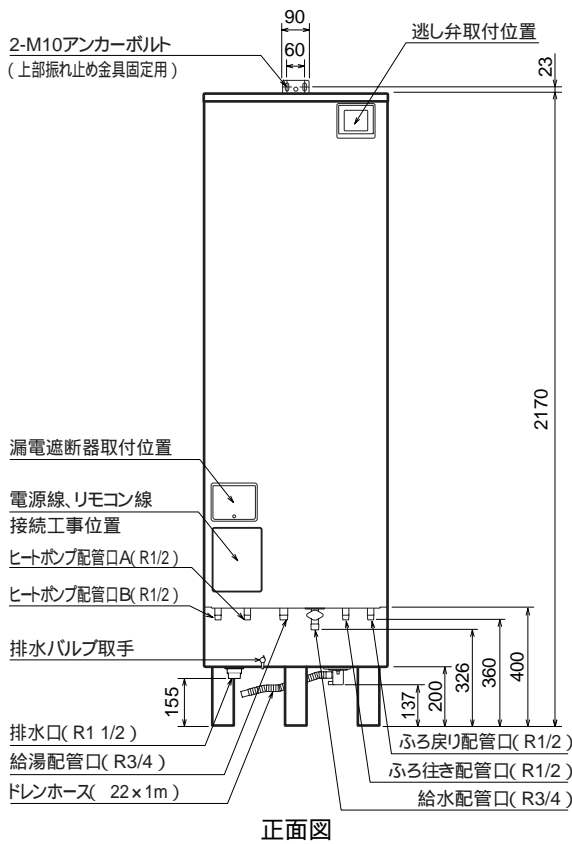 90
60
2-M10アンカーボルト
(上部振れ止め金具固定用)
逃し弁取付位置
23
2170
漏電遮断器取付位置
電源線、リモコン線
接続工事位置
ヒートポンプ配管口A(R1/2)
ヒートポンプ配管口B(R1/2)
排水バルブ取手
155
137
200
326
360
400
排水口(R1 1/2)
給湯配管口(R3/4)
ドレンホース( 22×1m)
ふろ戻り配管口(R1/2)
ふろ往き配管口(R1/2)
給水配管口(R3/4)
正面図